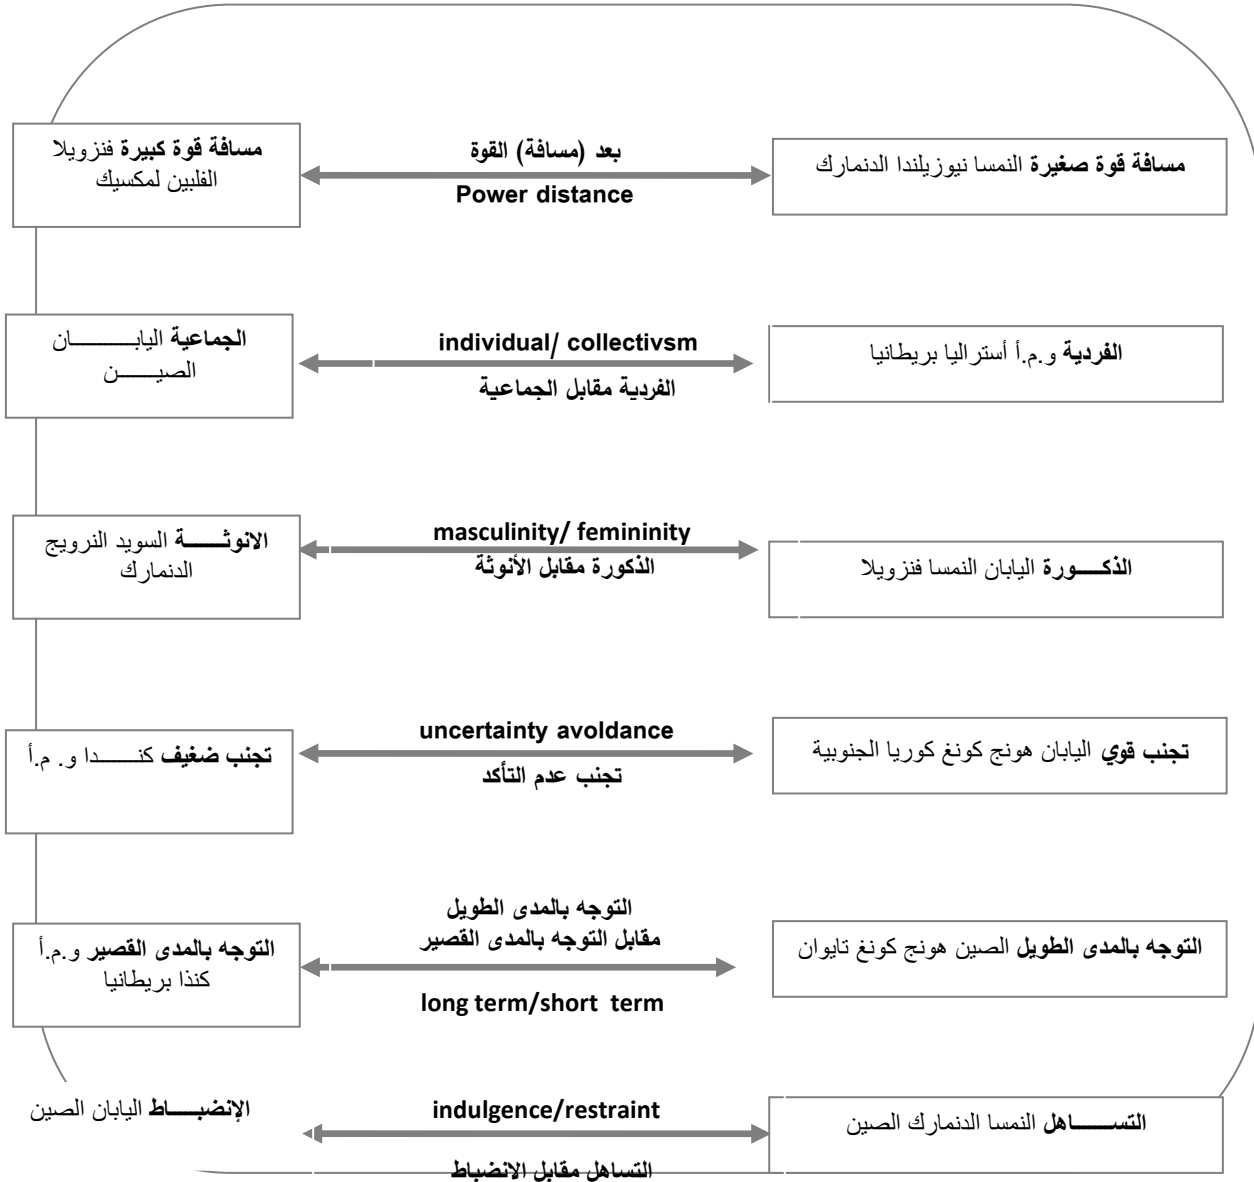 مسافة قوة صغيرة النمسا نيوزيلندا الدنمارك
بعد (مسافة) القوة
Power distance
مسافة قوة كبيرة فنزويلا
الفلبين لمكسيك
الفردية و.م.أ أستراليا بريطانيا
individual/ collectivsm
الفردية مقابل الجماعية
الجماعية اليابـــــــان
الصيـــــن
الذكـــورة اليابان النمسا فنزويلا
masculinity/ femininity
الذكورة مقابل الأنوثة
الانوثـــــة السويد النرويج
الدنمارك
تجنب قوي اليابان هونج كونغ كوريا الجنوبية
uncertainty avoldance
تجنب عدم التأكد
تجنب ضغيف كنـــــدا و. م.أ
التوجه بالمدى الطويل الصين هونج كونغ تايوان
التوجه بالمدى الطويل
مقابل التوجه بالمدى القصير
long term/short term
التوجه بالمدى القصير و.م.أ
كنذا بريطانيا
التســـــاهل النمسا الدنمارك الصين
indulgence/restraint
التساهل مقابل الانضباط
الإنضبـــــاط اليابان الصين